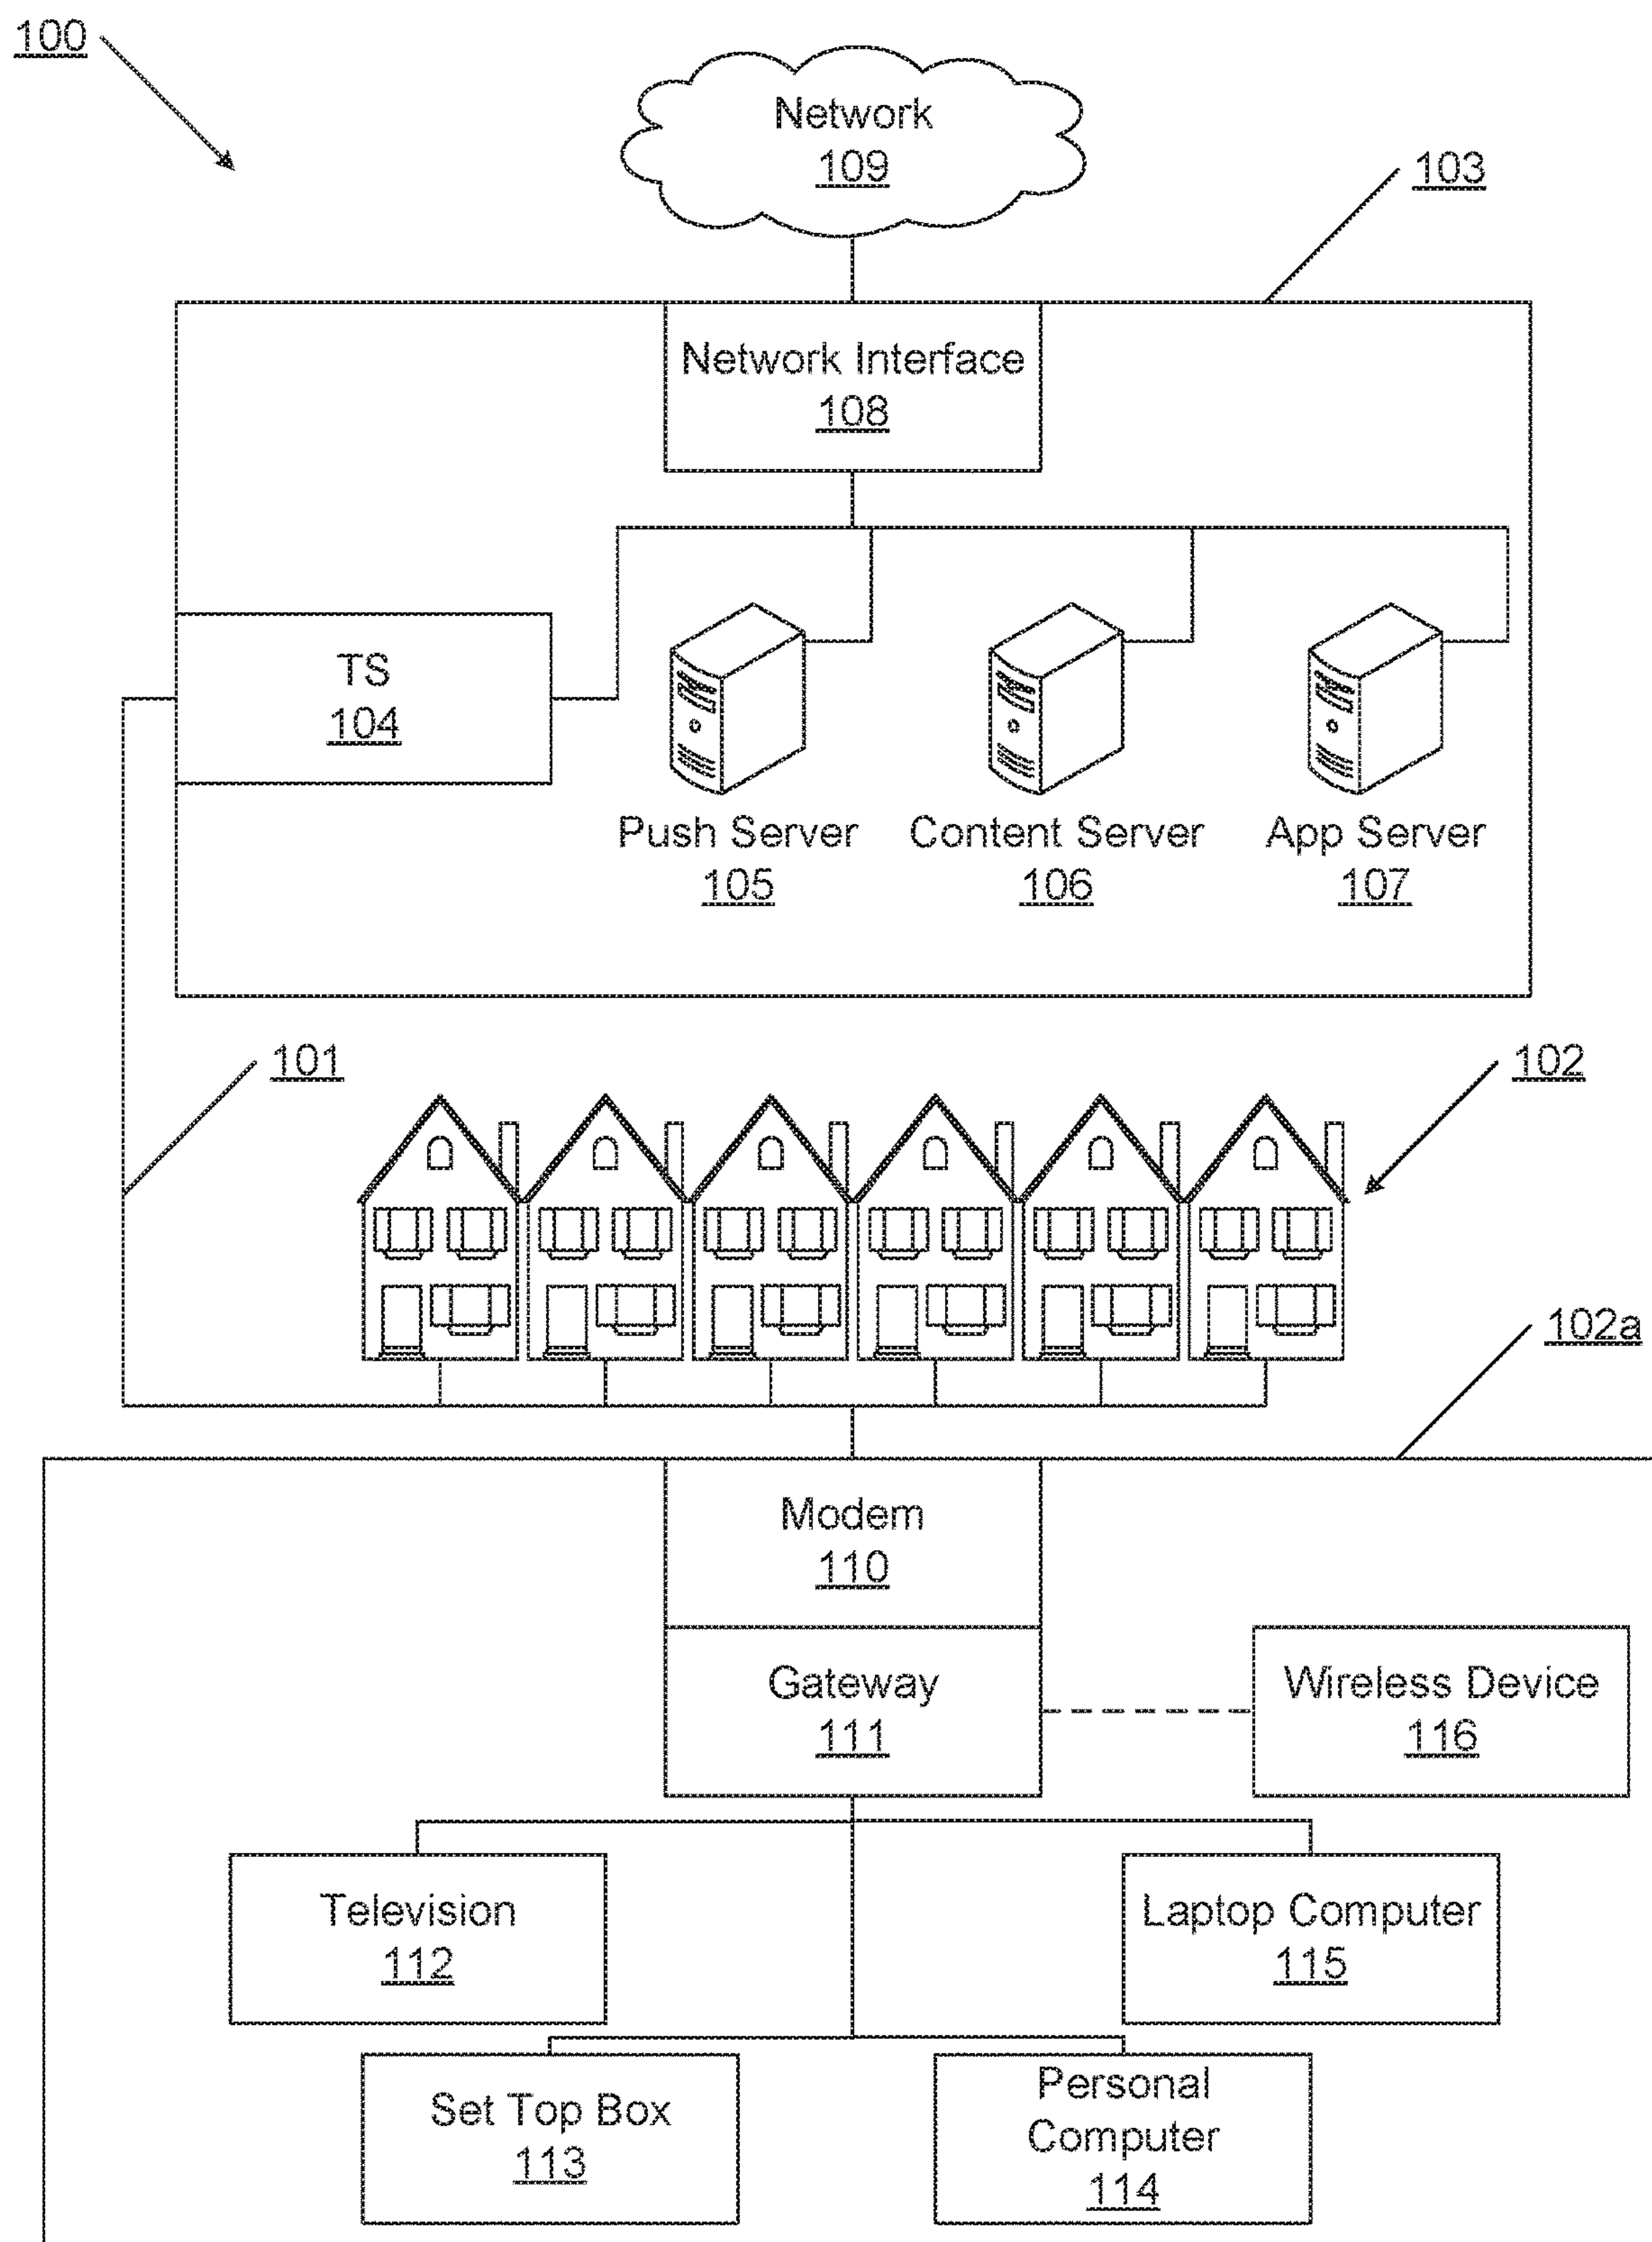 100
Network
109
103
Network Interface
108
TS
104
Push Server
105
Content Server
106
App Server
107
101
102
102a
Modem
110
Gateway
111
Wireless Device
116
Television
112
Laptop Computer
115
Set Top Box
113
Personal
Computer
114